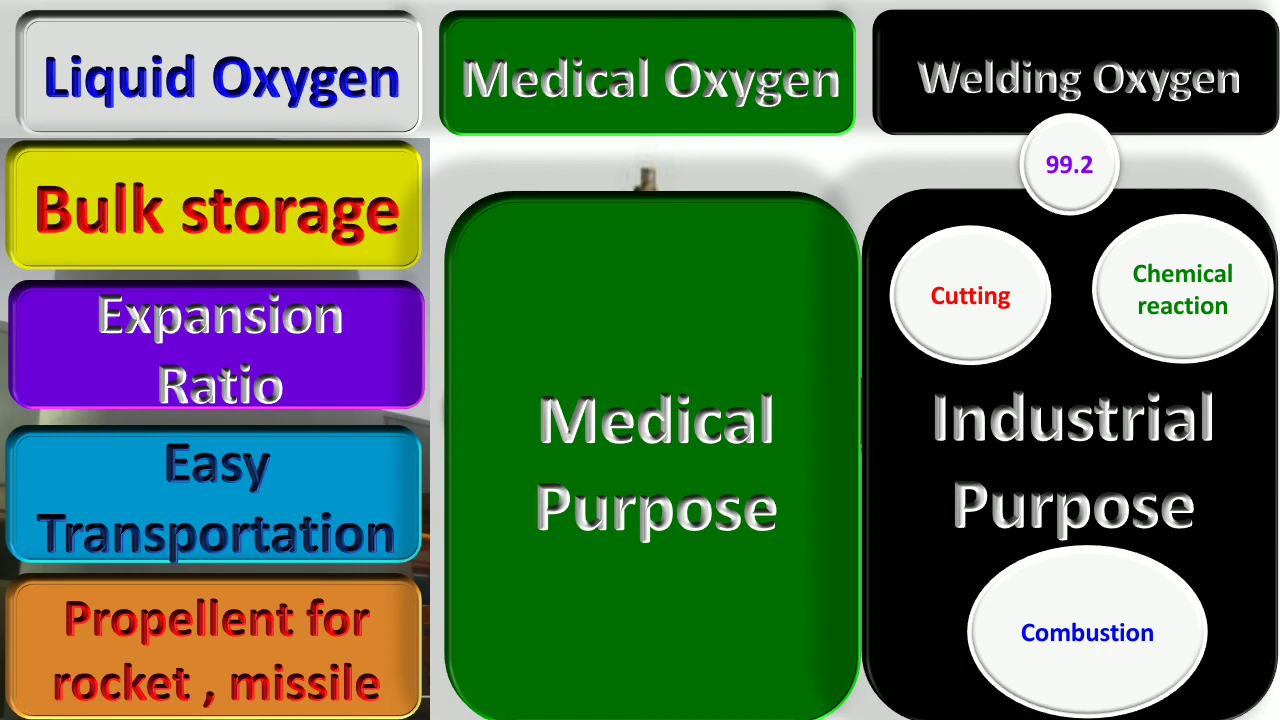 Liquid Oxygen
Medical Oxygen
Welding Oxygen
Bulk storage
Expansion
Ratio
Easy
Transportation
Propellent for
rocket , missile
Medical
Purpose
99.2
Cutting
Chemical
reaction
Industrial
Purpose
Combustion